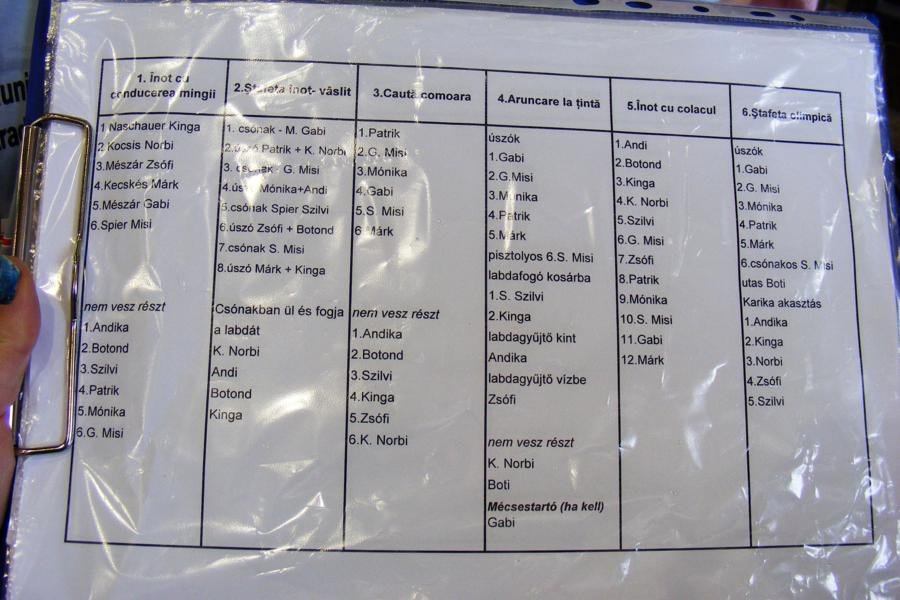 1. Înot cu
conducerea mingii
1 Naschauer Kinga
2 Kocsis Norbi
3.Mészár Zsófi
4.Kecskés Márk
5.Mészár Gabi
6.Spier Misi
nem vesz részt
1.Andika
2.Botond
3.Szilvi
4.Patrik
5.Mónika
6.G. Misi
2.Ştafeta înot- vâslit
1. csónak - M. Gabi
2.úszó Patrik + K. Norbi
3. csónak - G. Misi
4.úszó Mónika+Andi
5.csónak Spier Szilvi
6.úszó Zsófi + Botond
7.csónak S. Misi
8.úszó Márk + Kinga
Csónakban ül és fogja
a labdát
K. Norbi
Andi
Botond
Kinga
3.Caută comoara
1.Patrik
2.G. Misi
3.Mónika
4.Gabi
5.S. Misi
6.Márk
nem vesz részt
1.Andika
2.Botond
3.Szilvi
4.Kinga
5.Zsófi
6.K. Norbi
4.Aruncare la ţintă
úszók
1.Gabi
2.G.Misi
3.Mónika
4.Patrik
5.Márk
pisztolyos 6.S. Misi
labdafogó kosárba
1.S. Szilvi
2.Kinga
labdagyűjtő kint
Andika
labdagyűjtő vízbe
Zsófi
nem vesz részt
K. Norbi
Boti
Mécsestartó (ha kell)
Gabi
5.Înot cu colacul
1.Andi
2.Botond
3.Kinga
4.K. Norbi
5.Szilvi
6.G. Misi
7.Zsófi
8.Patrik
9.Mónika
10.S. Misi
11.Gabi
12.Márk
6.Ştafeta olimpică
úszók
1.Gabi
2.G. Misi
3.Mónika
4.Patrik
5.Márk
6.csónakos S. Misi
utas Boti
Karika akasztás
1.Andika
2.Kinga
3.Norbi
4.Zsófi
5.Szilvi